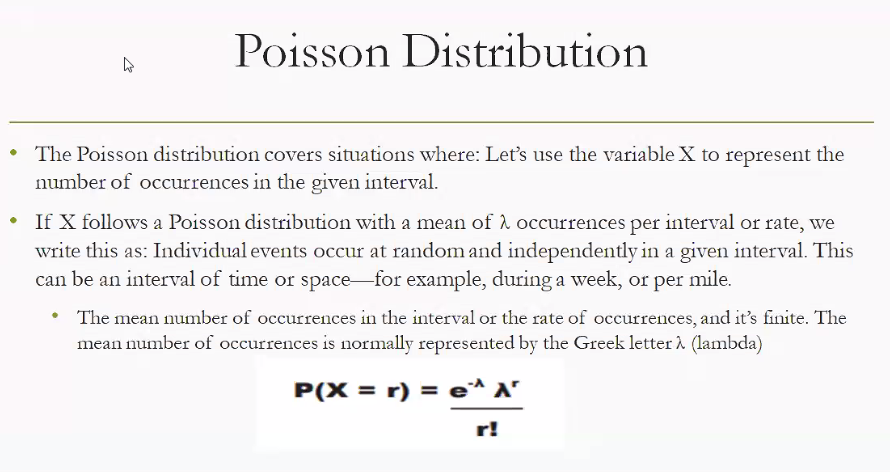 Poisson Distribution
• The Poisson distribution covers situations where: Let's use the variable X to represent the
number of occurrences in the given interval.
• If X follows a Poisson distribution with a mean of λ occurrences per interval or rate, we
write this as: Individual events occur at random and independently in a given interval. This
can be an interval of time or space—for example, during a week, or per mile.
• The mean number of occurrences in the interval or the rate of occurrences, and it's finite. The
mean number of occurrences is normally represented by the Greek letter λ (lambda)
P(X = r) = e^-λ λ^r
r!